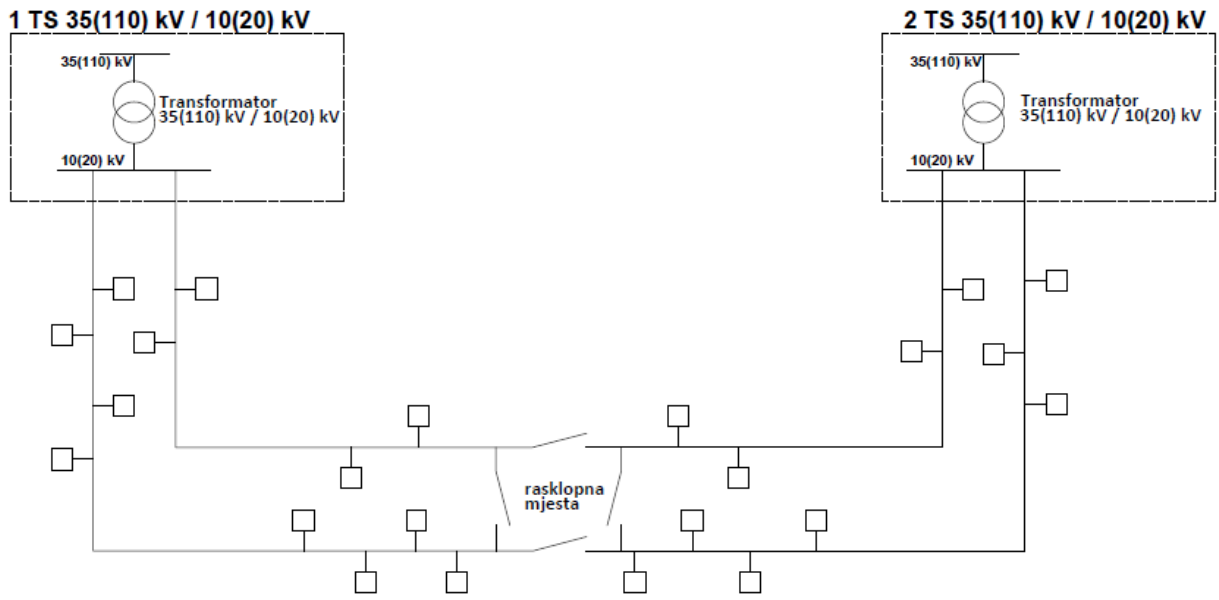 1 TS 35(110) kV / 10(20) kV
35(110) kV
Transformator
35(110) kV / 10(20) kV
10(20) kV
2 TS 35(110) kV / 10(20) kV
35(110) kV
Transformator
35(110) kV / 10(20) kV
10(20) kV
rasklopna
mjesta